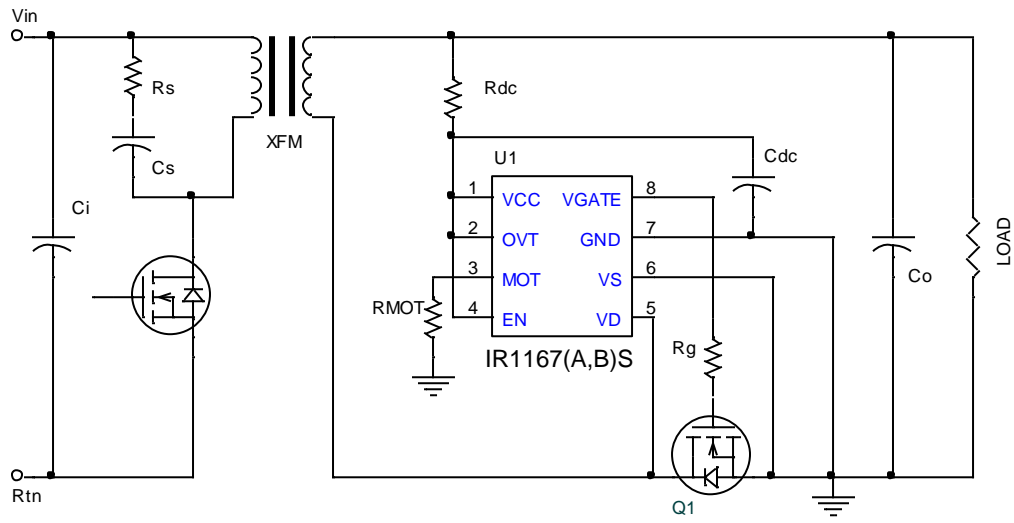 Vin
Rs
Cs
Ci
Rtn
XFM
Rdc
Cdc
U1
1 VCC VGATE 8
2 OVT GND 7
3 MOT VS 6
4 EN VD 5
RMOT
IR1167(A,B)S
Rg
Q1
Co
LOAD